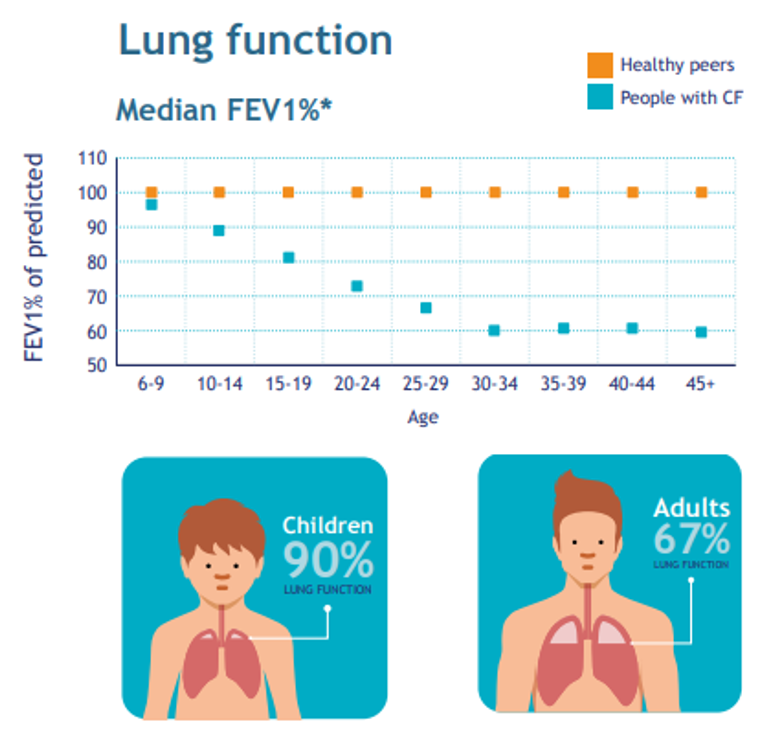 Lung function
Healthy peers
People with CF
Median FEV1%*
FEV1% of predicted
110
100
90
80
70
60
50
6-9 10-14 15-19 20-24 25-29 30-34 35-39 40-44 45+
Age
Children
90%
LUNG FUNCTION
Adults
67%
LUNG FUNCTION